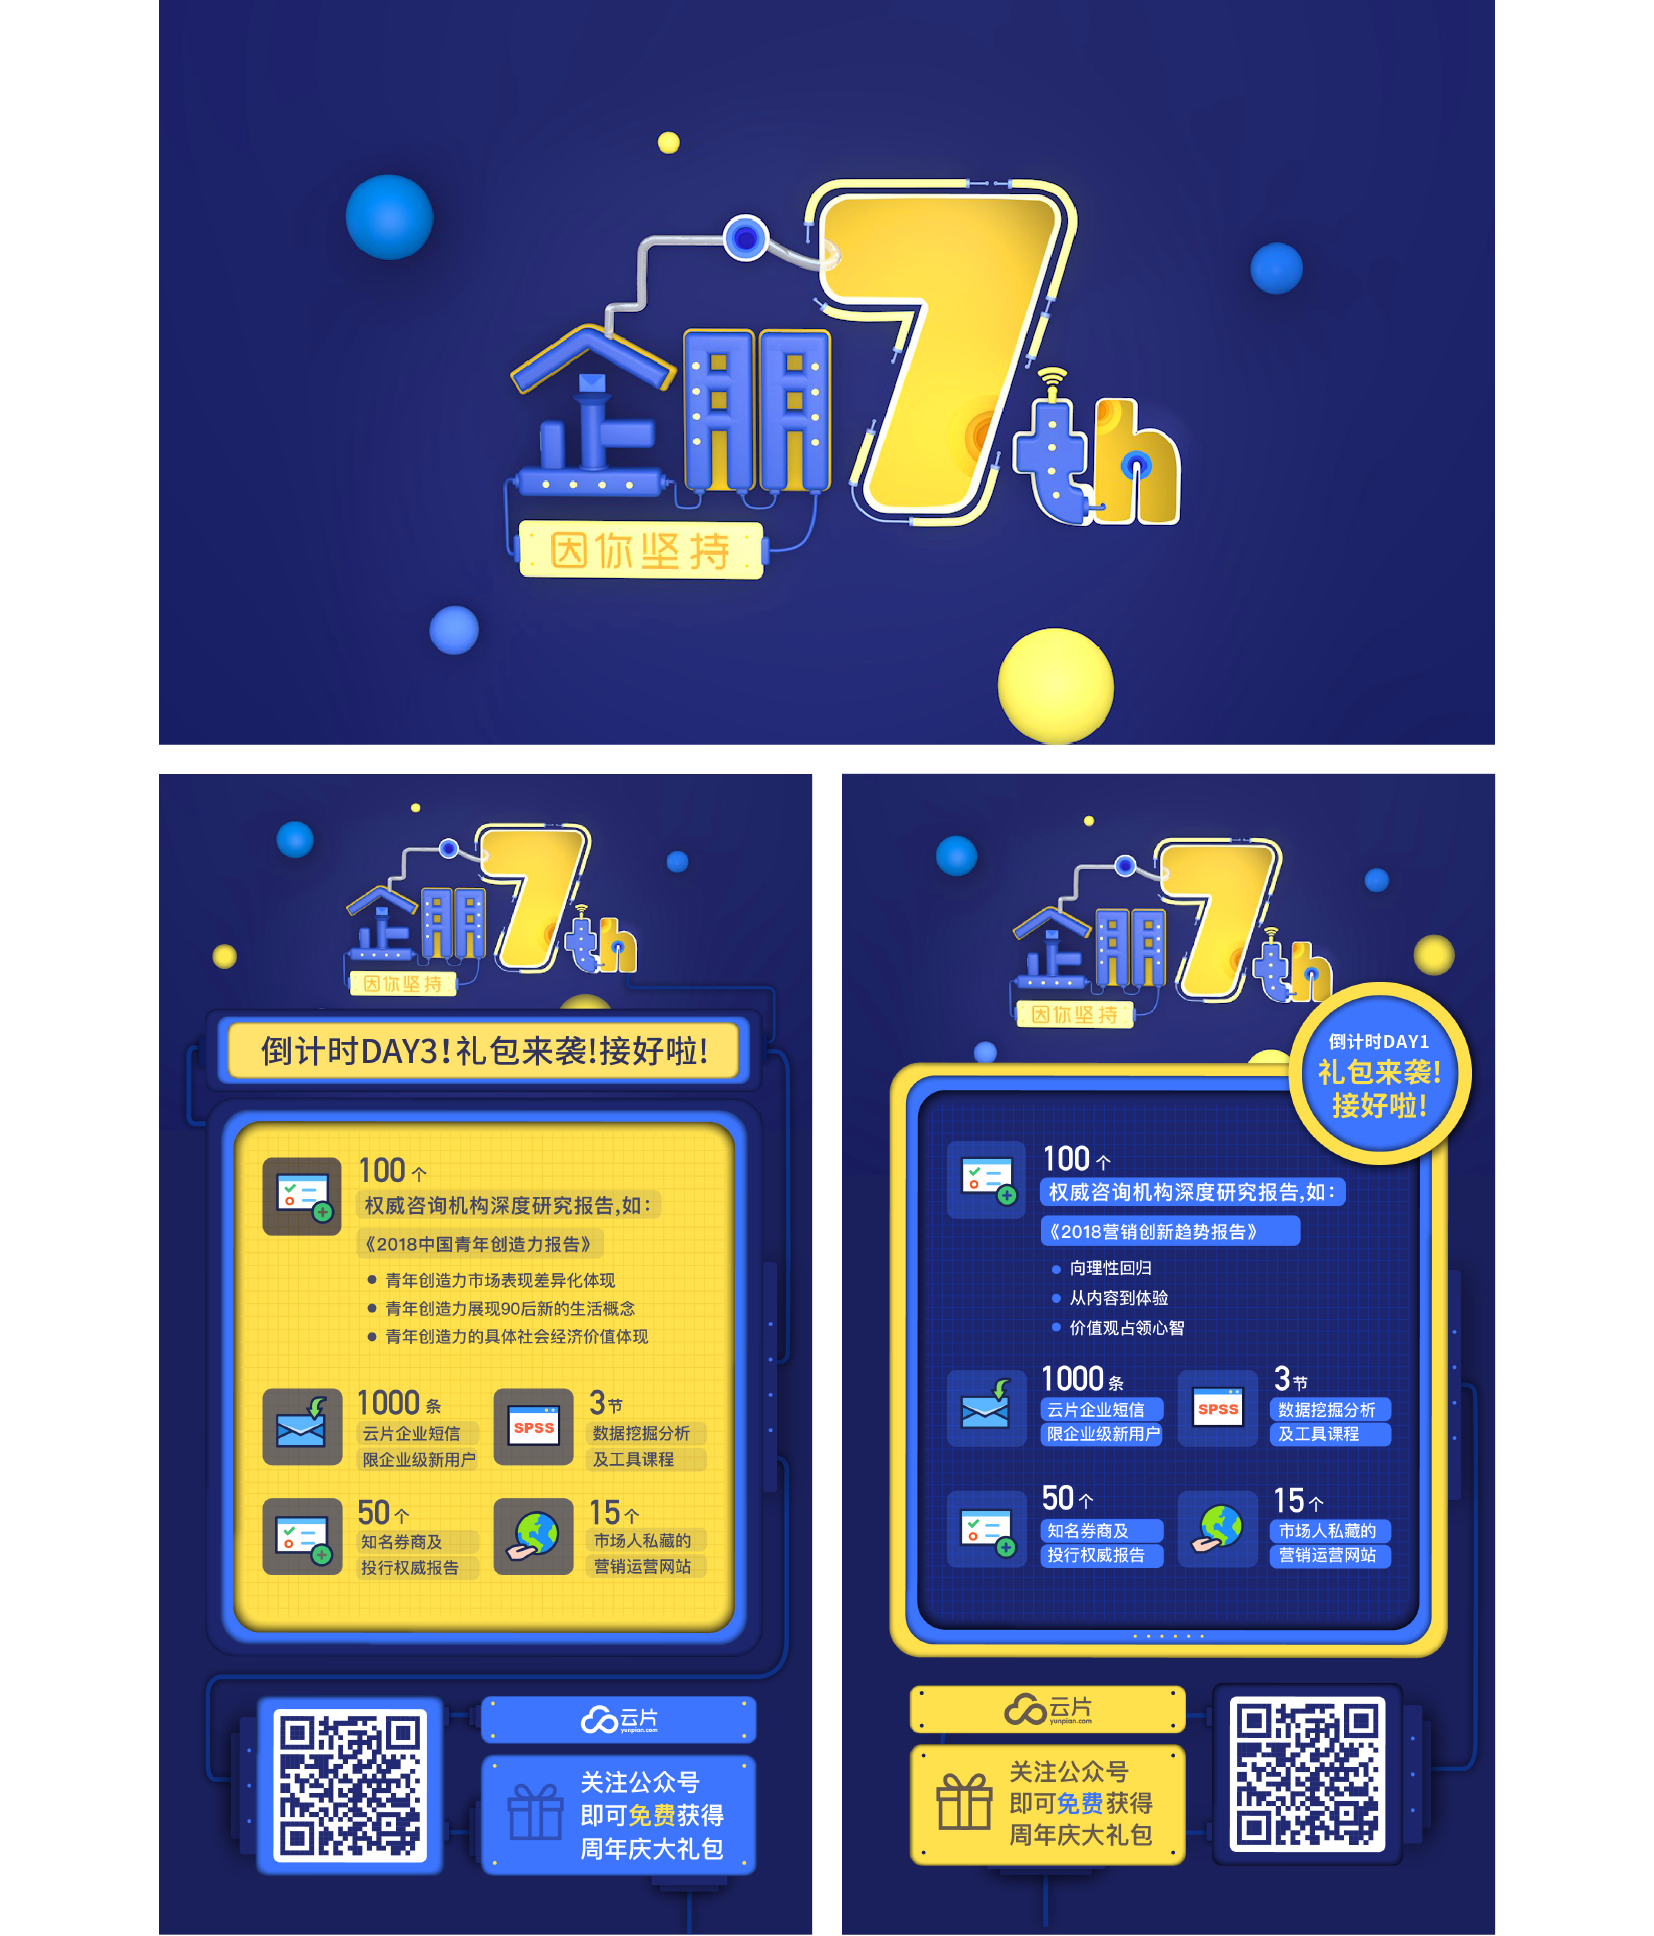 企朋7th
因你坚持
企朋7th
因你坚持
倒计时DAY3!礼包来袭!接好啦!
100个
权威咨询机构深度研究报告,如:
《2018中国青年创造力报告》
青年创造力市场表现差异化体现
青年创造力展现90后新的生活概念
青年创造力的具体社会经济价值体现
1000条
云片企业短信
限企业级新用户
SPSS
3节
数据挖掘分析
及工具课程
50个
知名券商及
投行权威报告
15个
市场人私藏的
营销运营网站
云片
yunpian.com
关注公众号
即可免费获得
周年庆大礼包
企朋7th
因你坚持
倒计时DAY1
礼包来袭!
接好啦!
100个
权威咨询机构深度研究报告,如:
《2018营销创新趋势报告》
向理性回归
从内容到体验
价值观占领心智
1000条
云片企业短信
限企业级新用户
SPSS
3节
数据挖掘分析
及工具课程
50个
知名券商及
投行权威报告
15个
市场人私藏的
营销运营网站
云片
yunpian.com
关注公众号
即可免费获得
周年庆大礼包